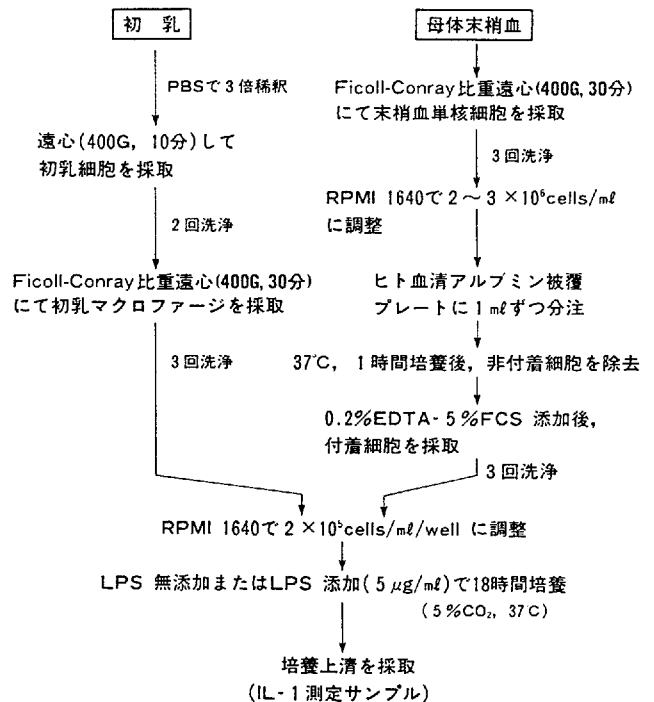 初 乳
PBSで3倍稀釈
遠心(400G, 10分)して
初乳細胞を採取
2回洗浄
Ficoll-Conray比重遠心(400G, 30分)
にて初乳マクロファージを採取
3回洗浄
母体末梢血
Ficoll-Conray比重遠心(400G, 30分)
にて末梢血単核細胞を採取
3回洗浄
RPMI 1640で2～3×10⁶cells/mℓ
に調整
ヒト血清アルブミン被覆
プレートに1mℓずつ分注
37℃, 1時間培養後, 非付着細胞を除去
0.2%EDTA-5%FCS 添加後,
付着細胞を採取
3回洗浄
RPMI 1640で2×10⁵cells/mℓ/well に調整
LPS 無添加またはLPS 添加(5μg/mℓ)で18時間培養
(5%CO₂, 37℃)
培養上清を採取
(IL-1測定サンプル)